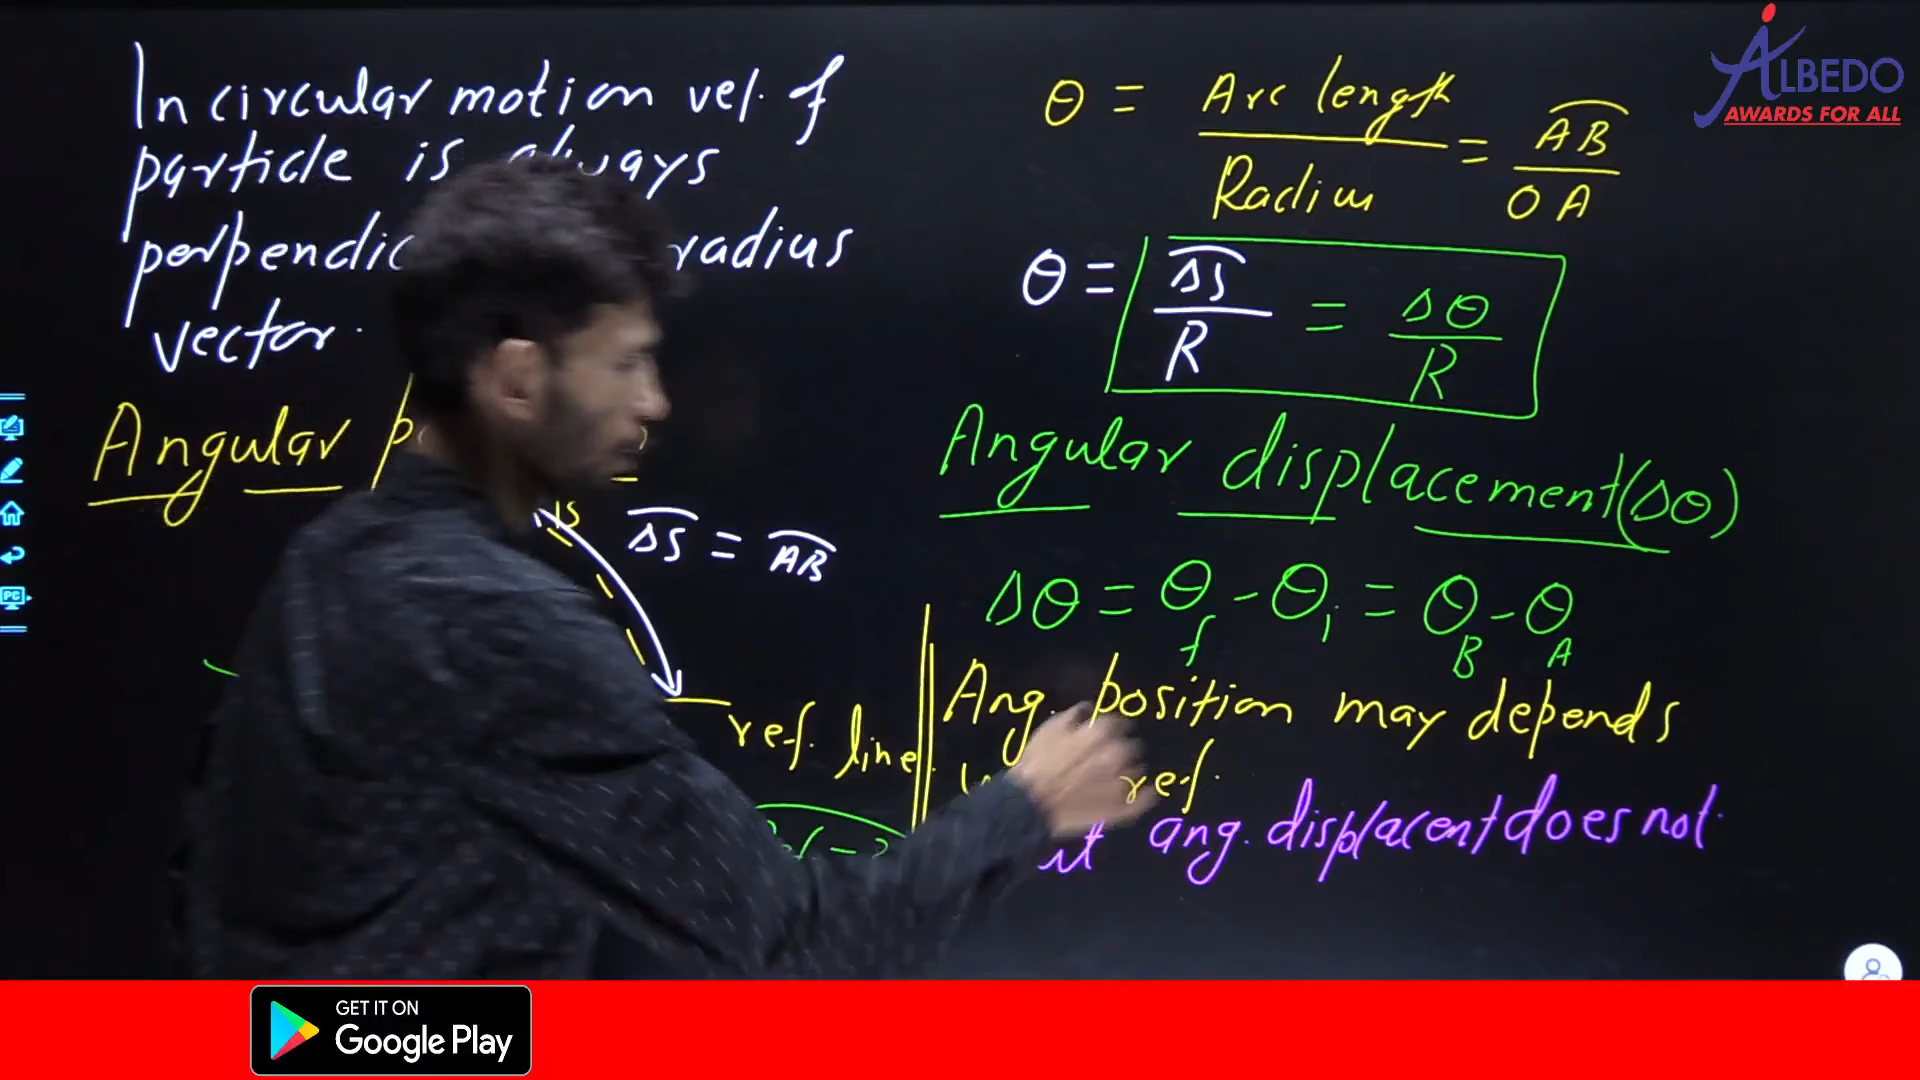 In circular motion vel. of
particle is always
radius
vector.
Angular
ΔS = AB
ref. line
θ = Arc length / Radius = AB / OA
θ = ΔS / R = Δθ / R
Angular displacement (Δθ)
Δθ = θf - θi = θB - θA
Ang. position may depends
ref.
ang. displacent does not
ALBEDO
AWARDS FOR ALL
PC
GET IT ON
Google Play